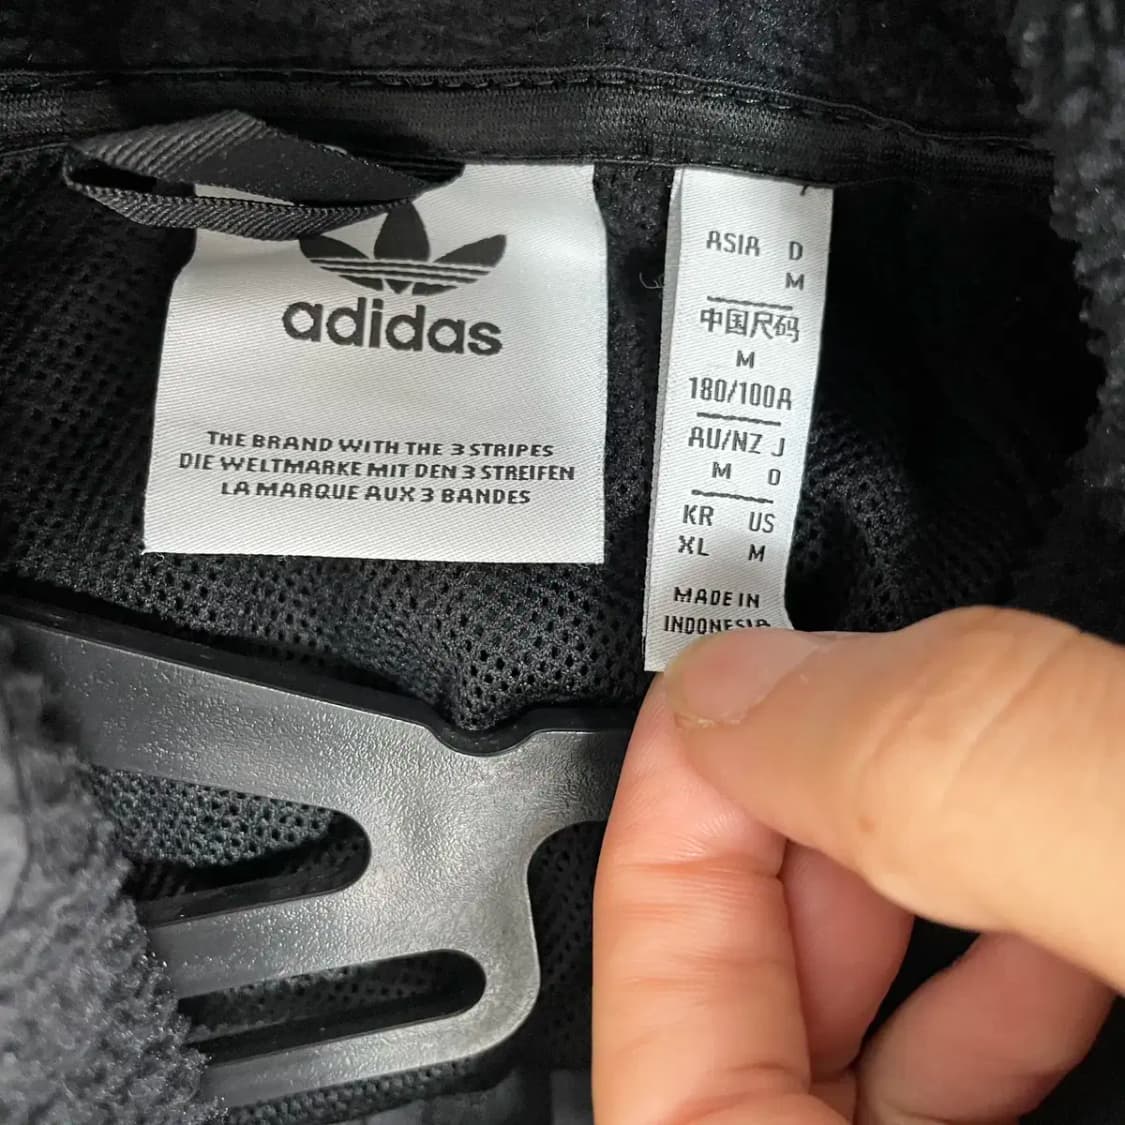 adidas
THE BRAND WITH THE 3 STRIPES
DIE WELTMARKE MIT DEN 3 STREIFEN
LA MARQUE AUX 3 BANDES
ASIA D
M
中国尺码
M
180/100A
AU/NZ J
M O
KR US
XL M
MADE IN
INDONESIA